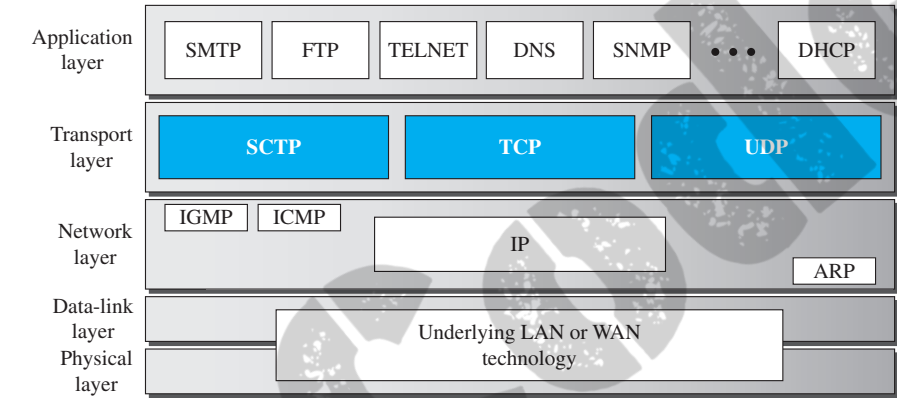 Application
layer
SMTP FTP TELNET DNS SNMP ••• DHCP
Transport
layer
SCTP TCP UDP
Network
layer
IGMP ICMP
IP
ARP
Data-link
layer
Physical
layer
Underlying LAN or WAN
technology